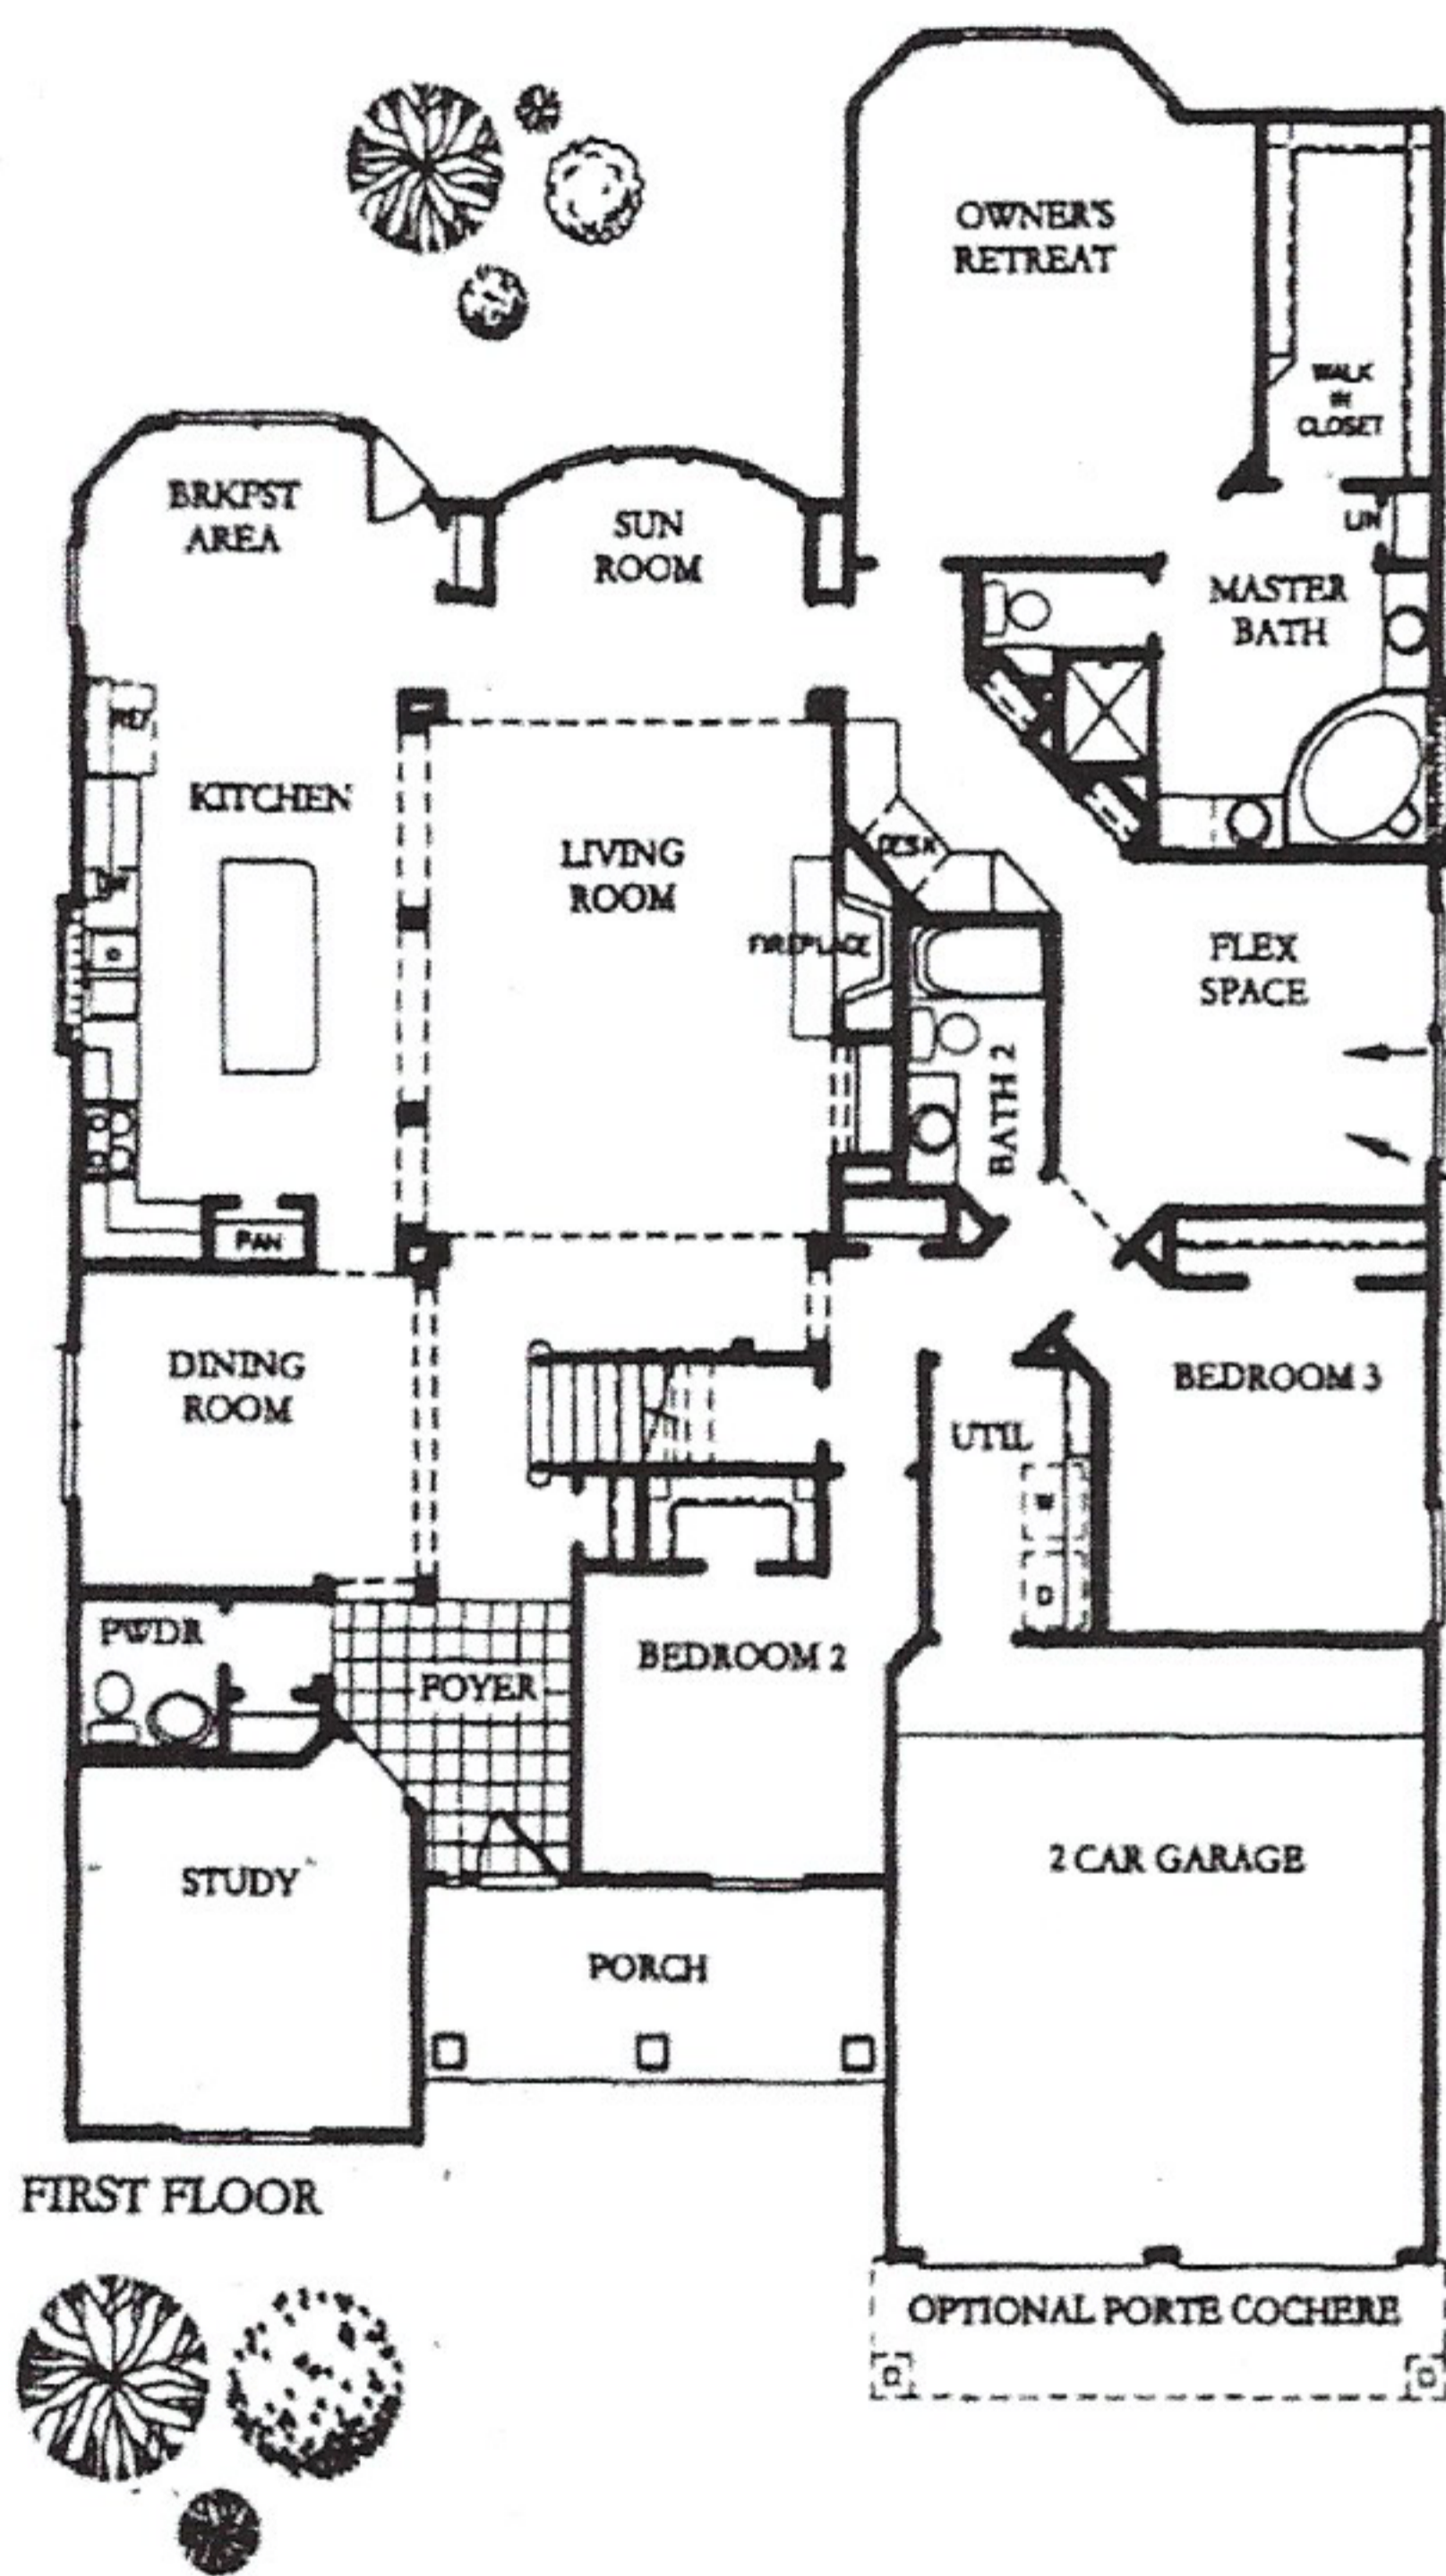 OWNER'S
RETREAT
WALK
IN
CLOSET
BRKFST
AREA
SUN
ROOM
LIN
MASTER
BATH
REF
KITCHEN
LIVING
ROOM
DESK
DW
FIREPLACE
FLEX
SPACE
BATH 2
PAN
DINING
ROOM
BEDROOM 3
UTIL
W
D
PWDR
FOYER
BEDROOM 2
STUDY
2 CAR GARAGE
PORCH
FIRST FLOOR
OPTIONAL PORTE COCHERE